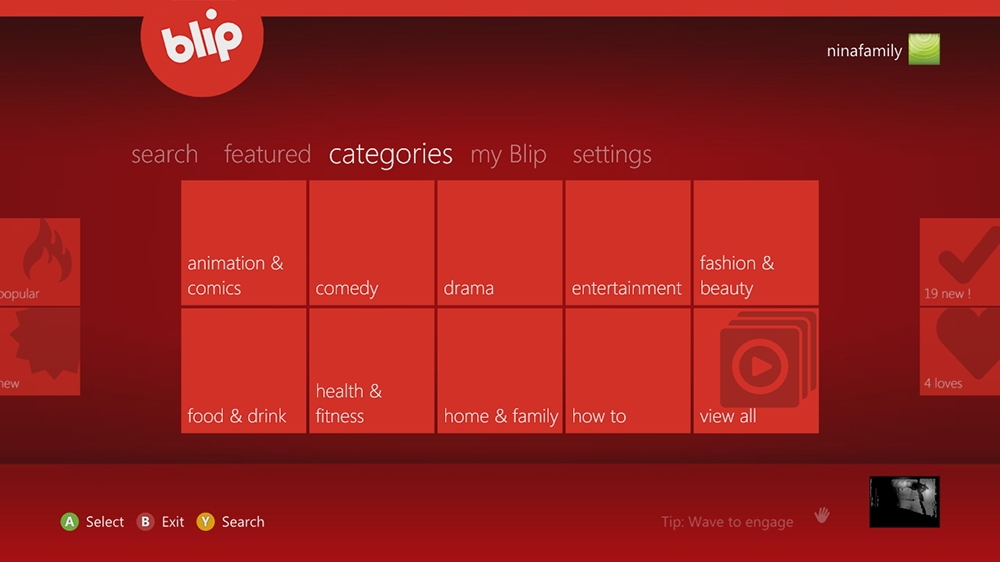 blip
ninafamily
search featured categories my Blip settings
animation &
comics
comedy
drama
entertainment
fashion &
beauty
popular
19 new !
food & drink
health &
fitness
home & family
how to
view all
new
4 loves
A Select B Exit Y Search
Tip: Wave to engage